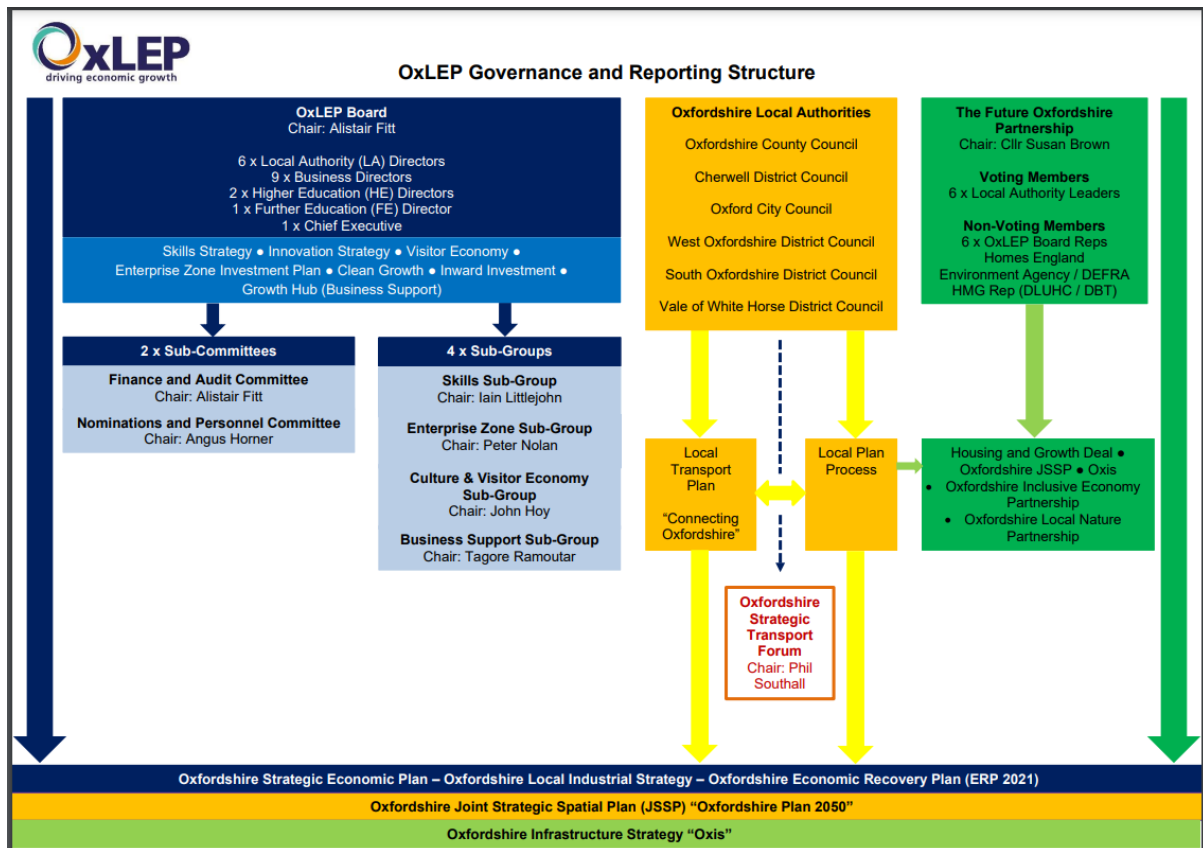 OxLEP
driving economic growth
OxLEP Governance and Reporting Structure
OxLEP Board
Chair: Alistair Fitt
6 x Local Authority (LA) Directors
9 x Business Directors
2 x Higher Education (HE) Directors
1 x Further Education (FE) Director
1 x Chief Executive
Skills Strategy ● Innovation Strategy ● Visitor Economy ●
Enterprise Zone Investment Plan ● Clean Growth ● Inward Investment ●
Growth Hub (Business Support)
2 x Sub-Committees
Finance and Audit Committee
Chair: Alistair Fitt
Nominations and Personnel Committee
Chair: Angus Horner
4 x Sub-Groups
Skills Sub-Group
Chair: Iain Littlejohn
Enterprise Zone Sub-Group
Chair: Peter Nolan
Culture & Visitor Economy
Sub-Group
Chair: John Hoy
Business Support Sub-Group
Chair: Tagore Ramoutar
Oxfordshire Local Authorities
Oxfordshire County Council
Cherwell District Council
Oxford City Council
West Oxfordshire District Council
South Oxfordshire District Council
Vale of White Horse District Council
Local
Transport
Plan
“Connecting
Oxfordshire”
Local Plan
Process
Oxfordshire
Strategic
Transport
Forum
Chair: Phil
Southall
The Future Oxfordshire
Partnership
Chair: Cllr Susan Brown
Voting Members
6 x Local Authority Leaders
Non-Voting Members
6 x OxLEP Board Reps
Homes England
Environment Agency / DEFRA
HMG Rep (DLUHC / DBT)
Housing and Growth Deal ●
Oxfordshire JSSP ● Oxis
● Oxfordshire Inclusive Economy
Partnership
● Oxfordshire Local Nature
Partnership
Oxfordshire Strategic Economic Plan – Oxfordshire Local Industrial Strategy – Oxfordshire Economic Recovery Plan (ERP 2021)
Oxfordshire Joint Strategic Spatial Plan (JSSP) “Oxfordshire Plan 2050”
Oxfordshire Infrastructure Strategy “Oxis”